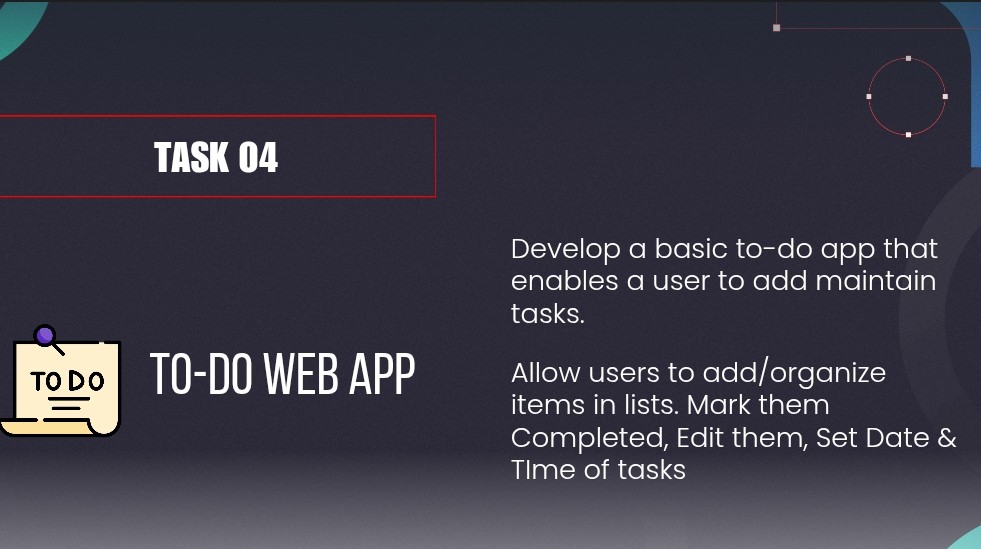 TASK 04
TO DO
TO-DO WEB APP
Develop a basic to-do app that
enables a user to add maintain
tasks.
Allow users to add/organize
items in lists. Mark them
Completed, Edit them, Set Date &
TIme of tasks